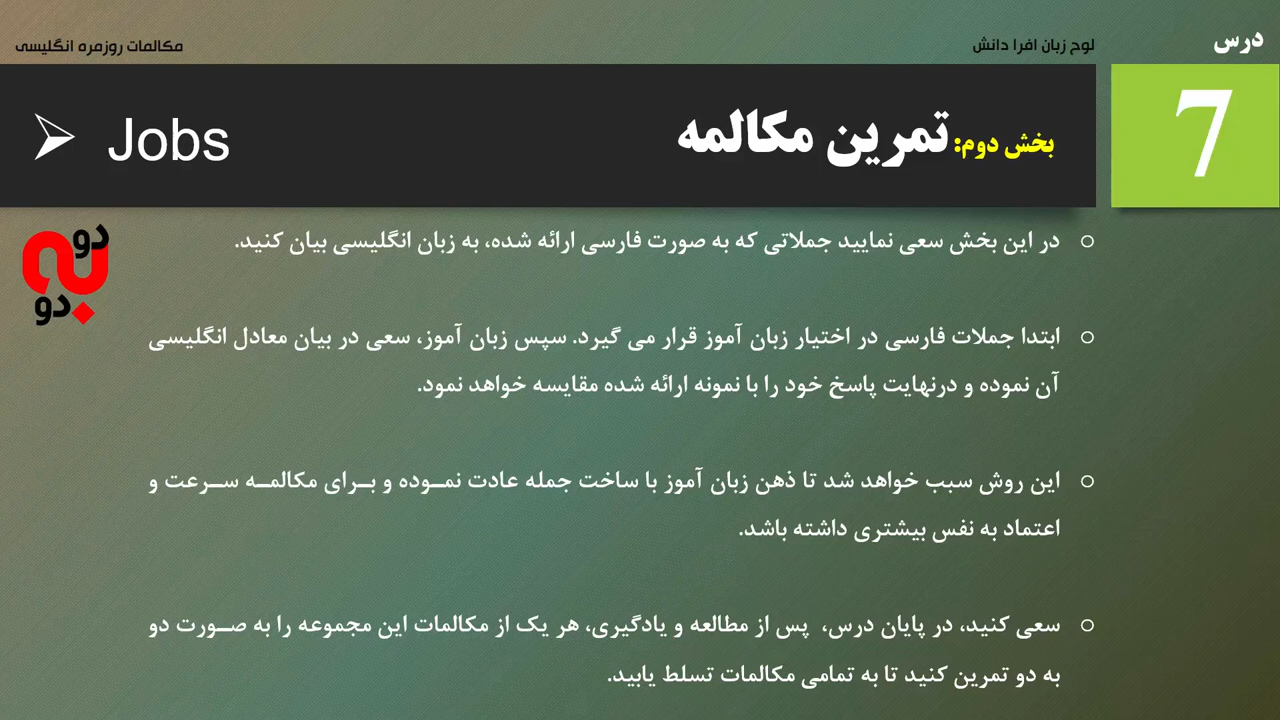 درس
لوح زبان افرا دانش
مکالمات روزمره انگلیسی
7
بخش دوم: تمرین مکالمه
Jobs
دو
به
دو
در این بخش سعی نمایید جملاتی که به صورت فارسی ارائه شده، به زبان انگلیسی بیان کنید.
ابتدا جملات فارسی در اختیار زبان آموز قرار می گیرد. سپس زبان آموز، سعی در بیان معادل انگلیسی
آن نموده و درنهایت پاسخ خود را با نمونه ارائه شده مقایسه خواهد نمود.
این روش سبب خواهد شد تا ذهن زبان آموز با ساخت جمله عادت نمـوده و بـرای مکالمـه سـرعت و
اعتماد به نفس بیشتری داشته باشد.
سعی کنید، در پایان درس، پس از مطالعه و یادگیری، هر یک از مکالمات این مجموعه را به صـورت دو
به دو تمرین کنید تا به تمامی مکالمات تسلط یابید.